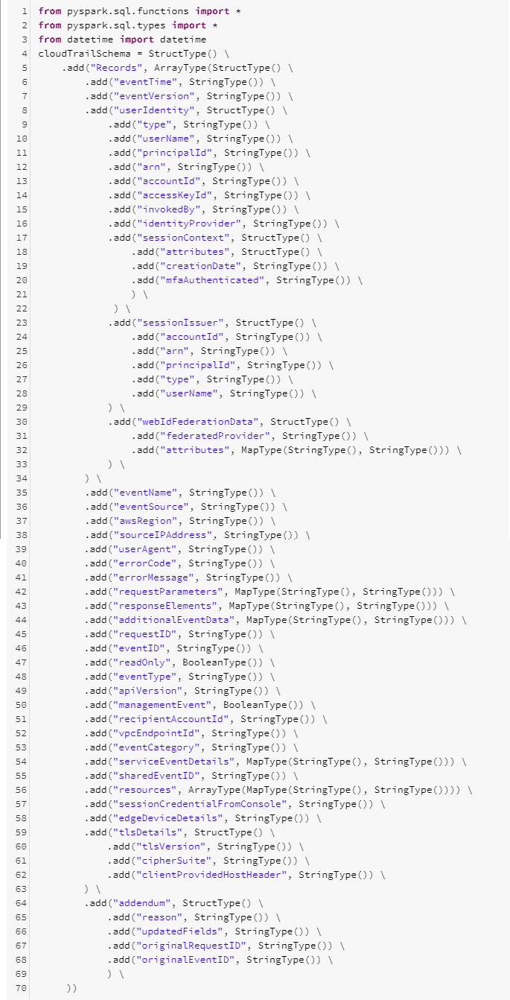 1 from pyspark.sql.functions import *
2 from pyspark.sql.types import *
3 from datetime import datetime
4 cloudTrailSchema = StructType() \
5     .add("Records", ArrayType(StructType() \
6         .add("eventTime", StringType()) \
7         .add("eventVersion", StringType()) \
8         .add("userIdentity", StructType() \
9             .add("type", StringType()) \
10             .add("userName", StringType()) \
11             .add("principalId", StringType()) \
12             .add("arn", StringType()) \
13             .add("accountId", StringType()) \
14             .add("accessKeyId", StringType()) \
15             .add("invokedBy", StringType()) \
16             .add("identityProvider", StringType()) \
17             .add("sessionContext", StructType() \
18                 .add("attributes", StructType() \
19                 .add("creationDate", StringType()) \
20                 .add("mfaAuthenticated", StringType()) \
21                 ) \
22              ) \
23             .add("sessionIssuer", StructType() \
24                 .add("accountId", StringType()) \
25                 .add("arn", StringType()) \
26                 .add("principalId", StringType()) \
27                 .add("type", StringType()) \
28                 .add("userName", StringType()) \
29             ) \
30             .add("webIdFederationData", StructType() \
31                 .add("federatedProvider", StringType()) \
32                 .add("attributes", MapType(StringType(), StringType())) \
33             ) \
34         ) \
35         .add("eventName", StringType()) \
36         .add("eventSource", StringType()) \
37         .add("awsRegion", StringType()) \
38         .add("sourceIPAddress", StringType()) \
39         .add("userAgent", StringType()) \
40         .add("errorCode", StringType()) \
41         .add("errorMessage", StringType()) \
42         .add("requestParameters", MapType(StringType(), StringType())) \
43         .add("responseElements", MapType(StringType(), StringType())) \
44         .add("additionalEventData", MapType(StringType(), StringType())) \
45         .add("requestID", StringType()) \
46         .add("eventID", StringType()) \
47         .add("readOnly", BooleanType()) \
48         .add("eventType", StringType()) \
49         .add("apiVersion", StringType()) \
50         .add("managementEvent", BooleanType()) \
51         .add("recipientAccountId", StringType()) \
52         .add("vpcEndpointId", StringType()) \
53         .add("eventCategory", StringType()) \
54         .add("serviceEventDetails", MapType(StringType(), StringType())) \
55         .add("sharedEventID", StringType()) \
56         .add("resources", ArrayType(MapType(StringType(), StringType()))) \
57         .add("sessionCredentialFromConsole", StringType()) \
58         .add("edgeDeviceDetails", StringType()) \
59         .add("tlsDetails", StructType() \
60             .add("tlsVersion", StringType()) \
61             .add("cipherSuite", StringType()) \
62             .add("clientProvidedHostHeader", StringType()) \
63         ) \
64         .add("addendum", StructType() \
65             .add("reason", StringType()) \
66             .add("updatedFields", StringType()) \
67             .add("originalRequestID", StringType()) \
68             .add("originalEventID", StringType()) \
69             ) \
70     ))